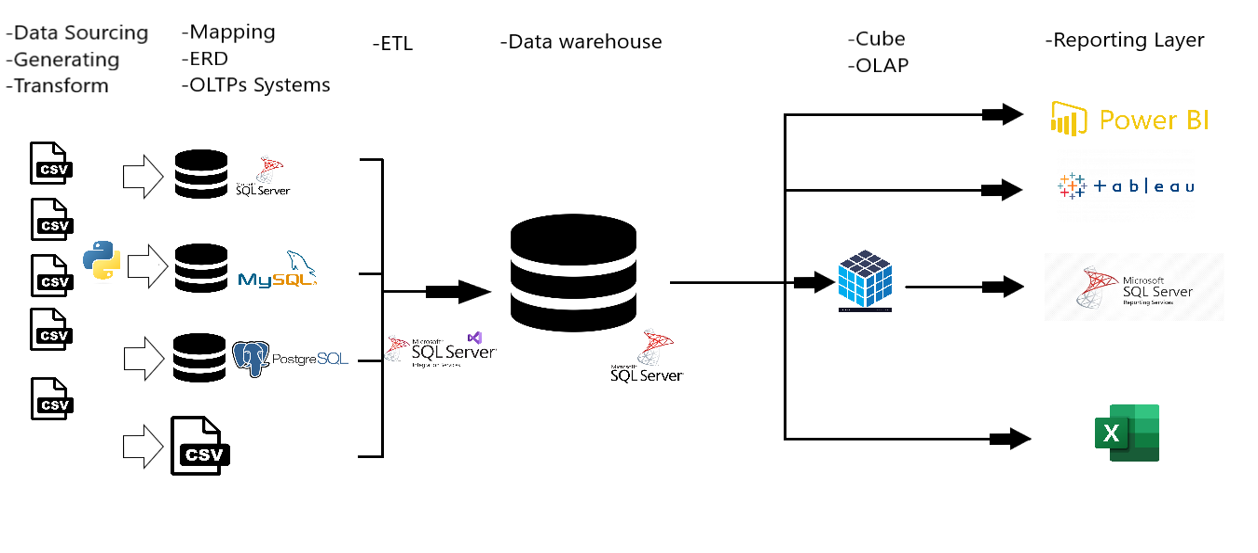 -Data Sourcing
-Generating
-Transform
-Mapping
-ERD
-OLTPs Systems
-ETL
-Data warehouse
-Cube
-OLAP
-Reporting Layer
CSV
CSV
CSV
CSV
CSV
Microsoft
SQL Server
MySQL
PostgreSQL
CSV
Microsoft
SQL Server
Integration Services
Microsoft
SQL Server
Power BI
+ableau
Microsoft
SQL Server
Reporting Services
X